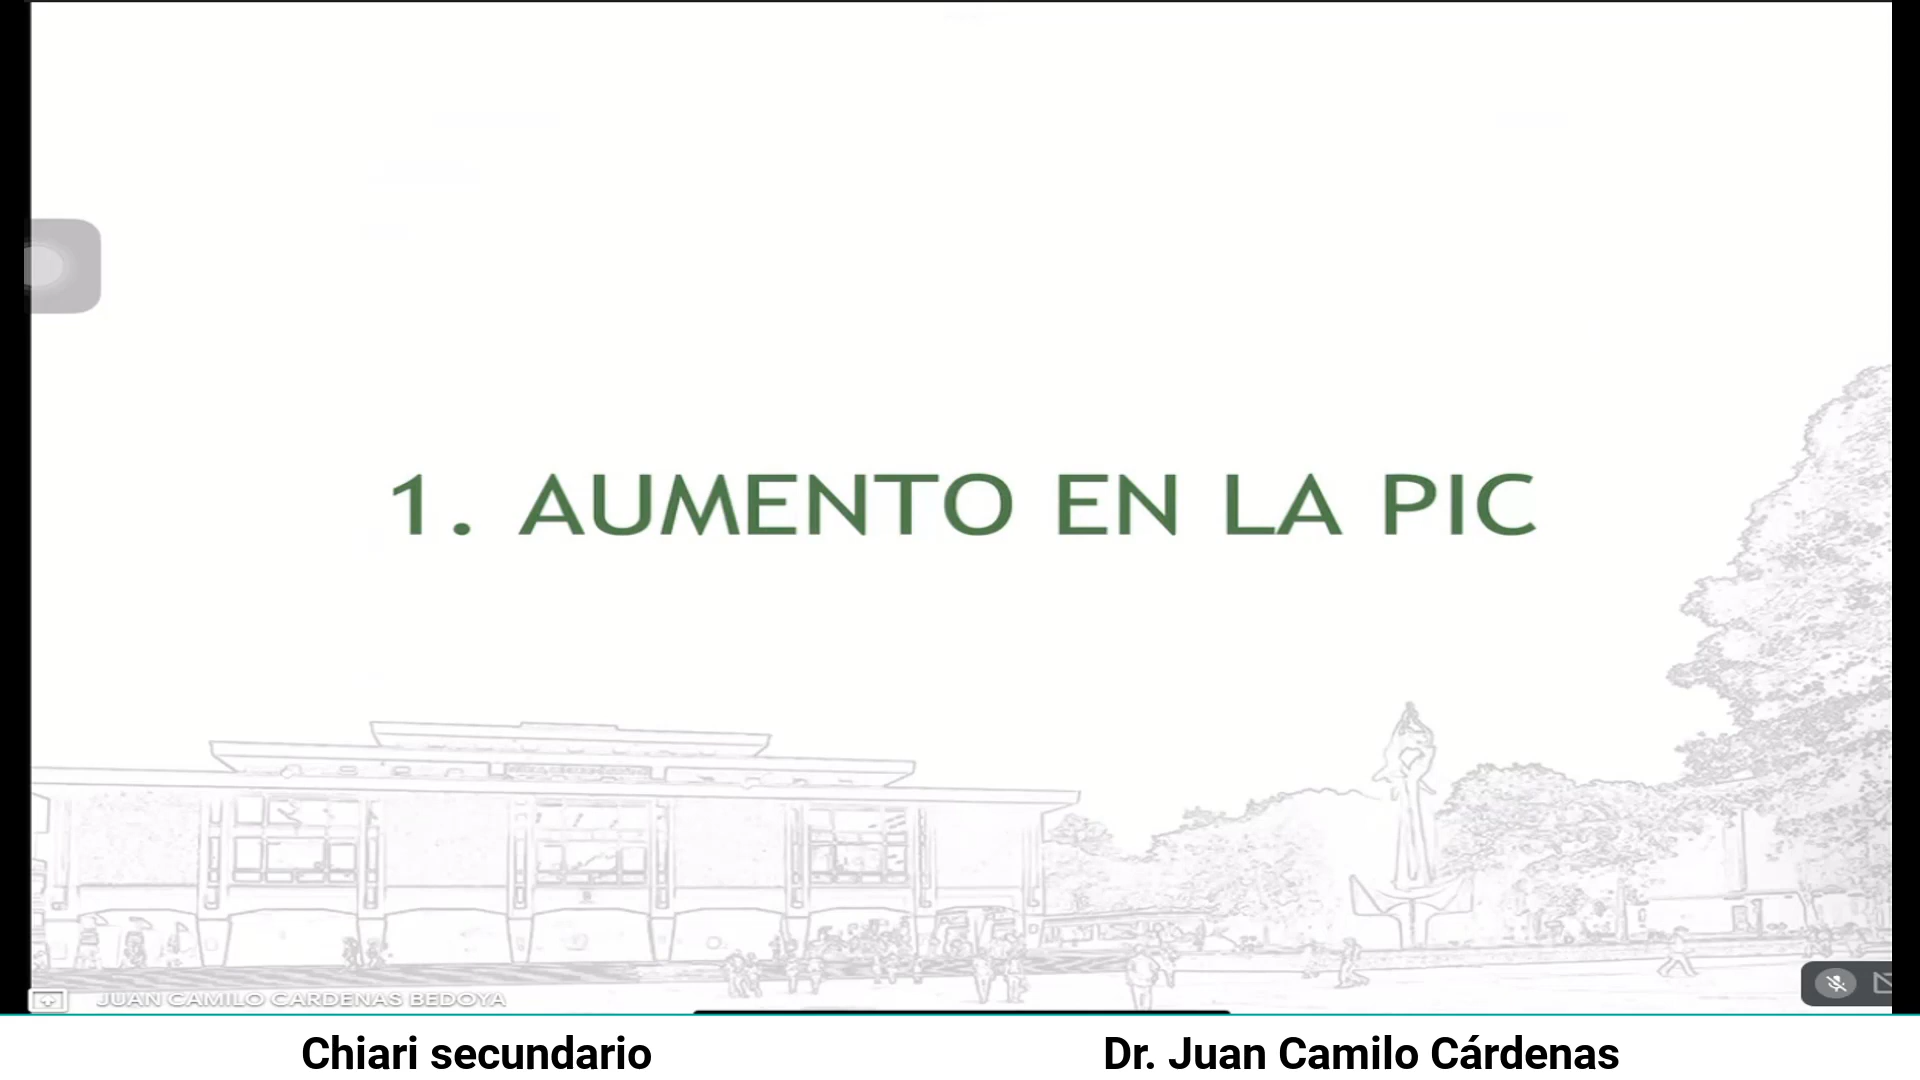 1. AUMENTO EN LA PIC
JUAN CAMILO CARDENAS BEDOYA
Chiari secundario
Dr. Juan Camilo Cárdenas